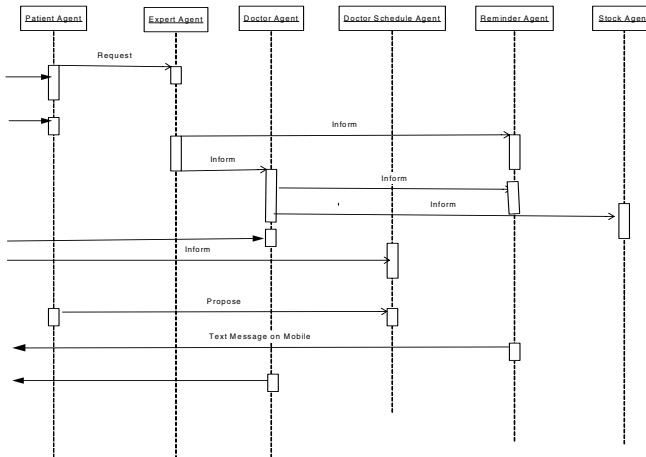 Patient Agent
Expert Agent
Doctor Agent
Doctor Schedule Agent
Reminder Agent
Stock Agent
Request
Inform
Inform
Inform
Inform
Inform
Propose
Text Message on Mobile